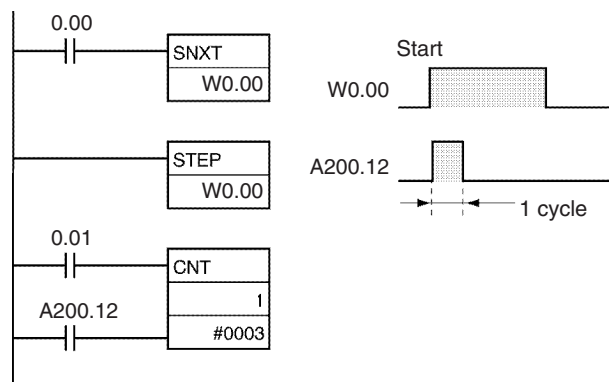 0.00
SNXT
W0.00
STEP
W0.00
0.01
CNT
A200.12
1
#0003
Start
W0.00
A200.12
1 cycle